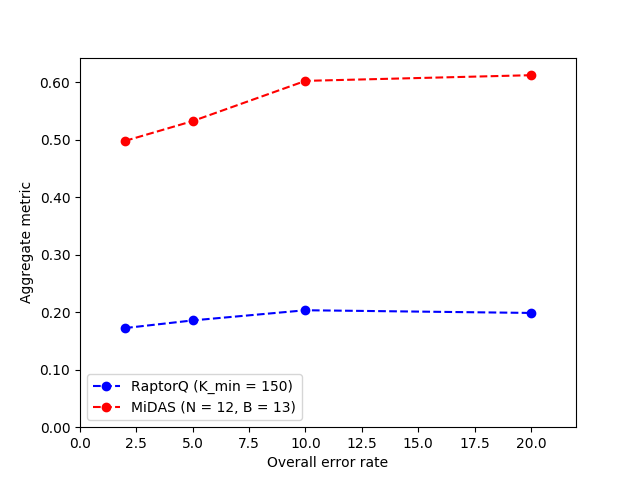 0.60
0.50
0.40
0.30
0.20
0.10
0.00
Aggregate metric
RaptorQ (K_min = 150)
MiDAS (N = 12, B = 13)
0.0 2.5 5.0 7.5 10.0 12.5 15.0 17.5 20.0
Overall error rate